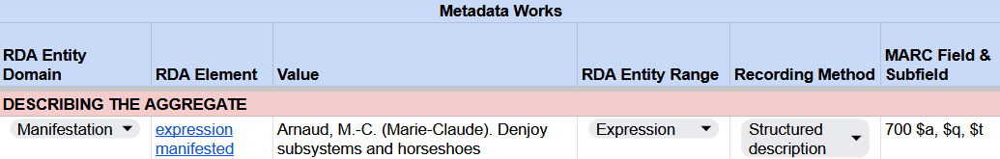 Metadata Works
RDA Entity Domain
RDA Element
Value
RDA Entity Range
Recording Method
MARC Field & Subfield
DESCRIBING THE AGGREGATE
Manifestation
expression manifested
Arnaud, M.-C. (Marie-Claude). Denjoy subsystems and horseshoes
Expression
Structured description
700 $a, $q, $t